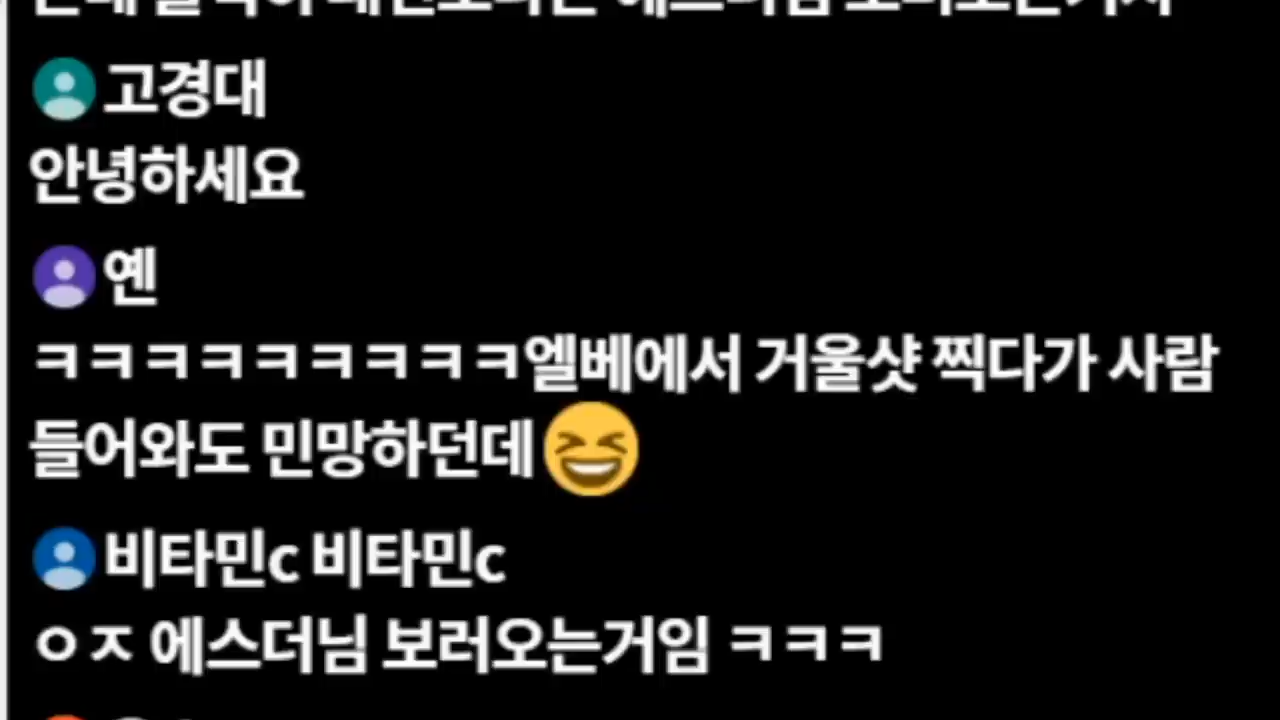 고경대
안녕하세요
옌
ㅋㅋㅋㅋㅋㅋㅋㅋㅋ엘베에서 거울샷 찍다가 사람
들어와도 민망하던데😆
비타민c 비타민c
ㅇㅈ 에스더님 보러오는거임 ㅋㅋㅋ